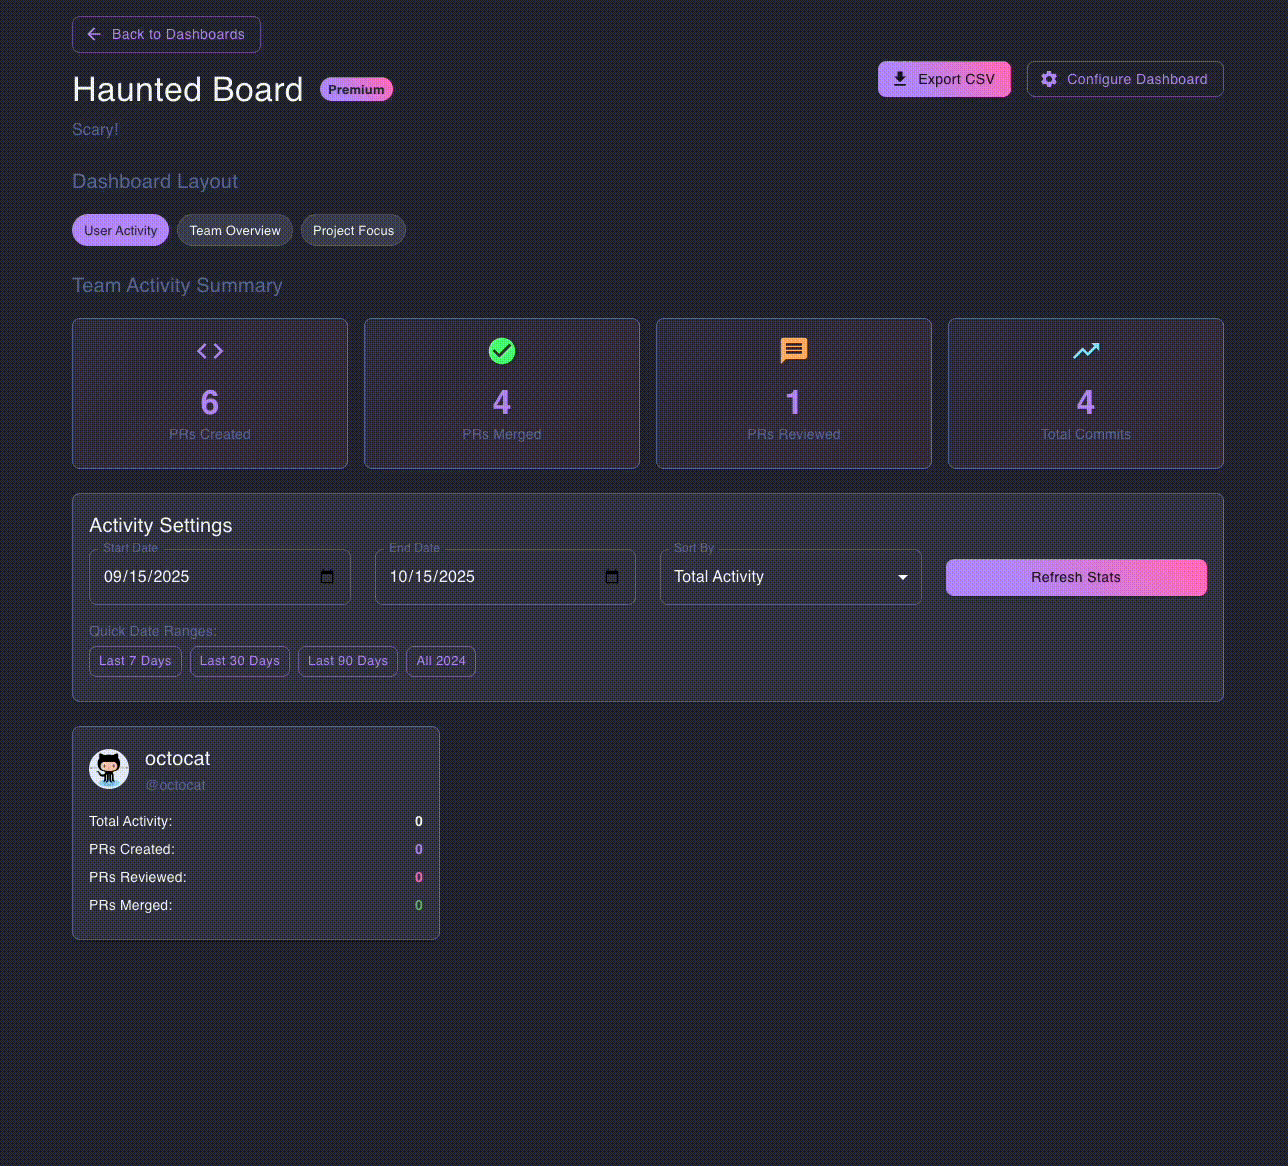 Back to Dashboards
Haunted Board Premium
Export CSV Configure Dashboard
Scary!
Dashboard Layout
User Activity Team Overview Project Focus
Team Activity Summary
6 4 1 4
PRs Created PRs Merged PRs Reviewed Total Commits
Activity Settings
Start Date End Date Sort By
09/15/2025 10/15/2025 Total Activity Refresh Stats
Quick Date Ranges:
Last 7 Days Last 30 Days Last 90 Days All 2024
octocat
@octocat
Total Activity: 0
PRs Created: 0
PRs Reviewed: 0
PRs Merged: 0